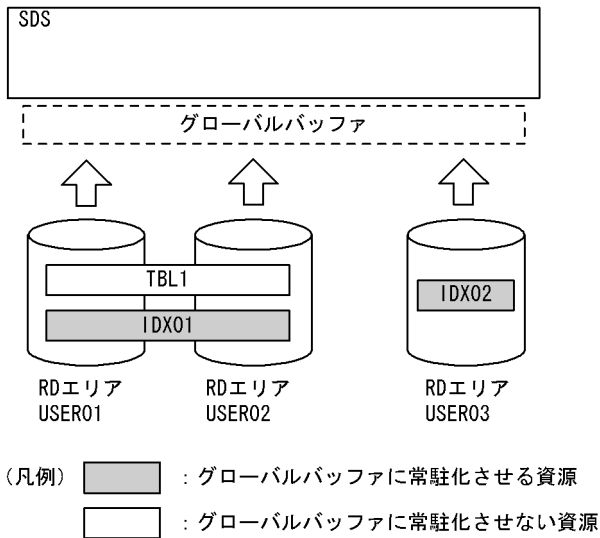 SDS
グローバルバッファ
TBL1
IDX01
IDX02
RDエリア
USER01
RDエリア
USER02
RDエリア
USER03
(凡例)
:グローバルバッファに常駐化させる資源
:グローバルバッファに常駐化させない資源